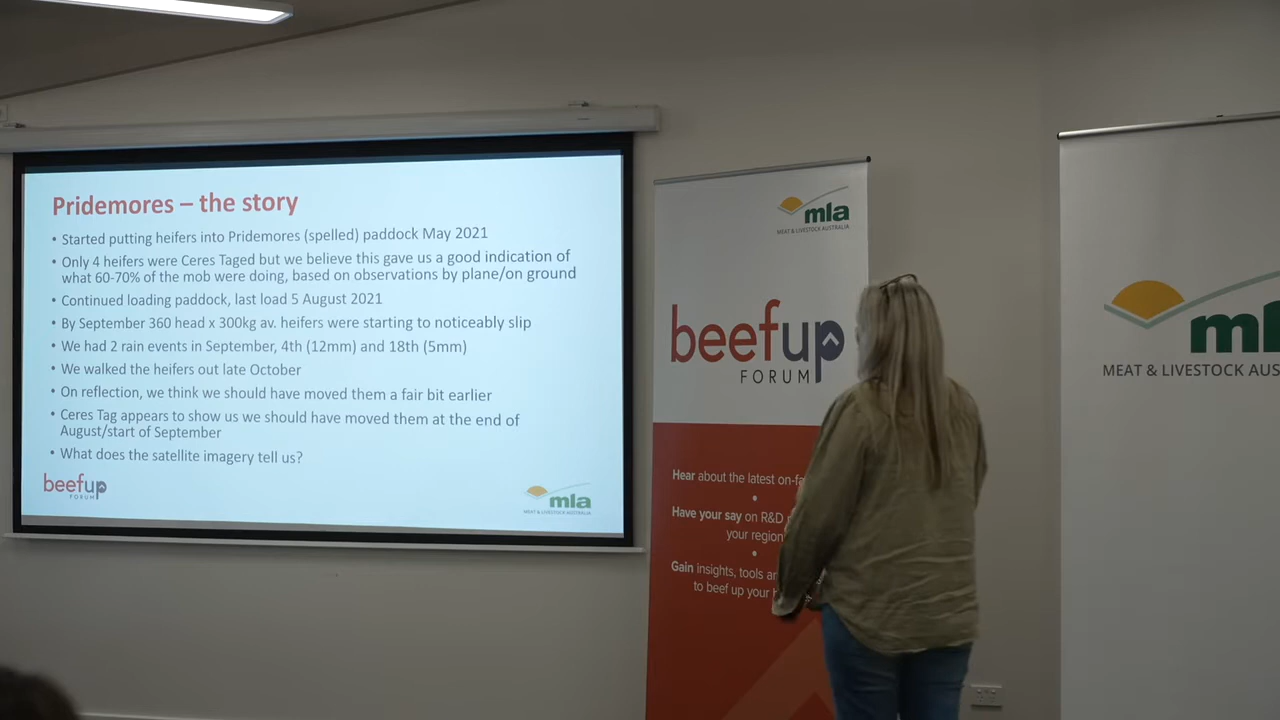 Pridemores – the story
• Started putting heifers into Pridemores (spelled) paddock May 2021
• Only 4 heifers were Ceres Taged but we believe this gave us a good indication of
what 60-70% of the mob were doing, based on observations by plane/on ground
• Continued loading paddock, last load 5 August 2021
• By September 360 head x 300kg av. heifers were starting to noticeably slip
• We had 2 rain events in September, 4th (12mm) and 18th (5mm)
• We walked the heifers out late October
• On reflection, we think we should have moved them a fair bit earlier
• Ceres Tag appears to show us we should have moved them at the end of
August/start of September
• What does the satellite imagery tell us?
beefup
FORUM
mla
MEAT & LIVESTOCK AUSTRALIA
mla
MEAT & LIVESTOCK AUSTRALIA
beefup
FORUM
Hear about the latest on-fa
•
Have your say on R&D
your region
•
Gain insights, tools a
to beef up your
ml
MEAT & LIVESTOCK AUS